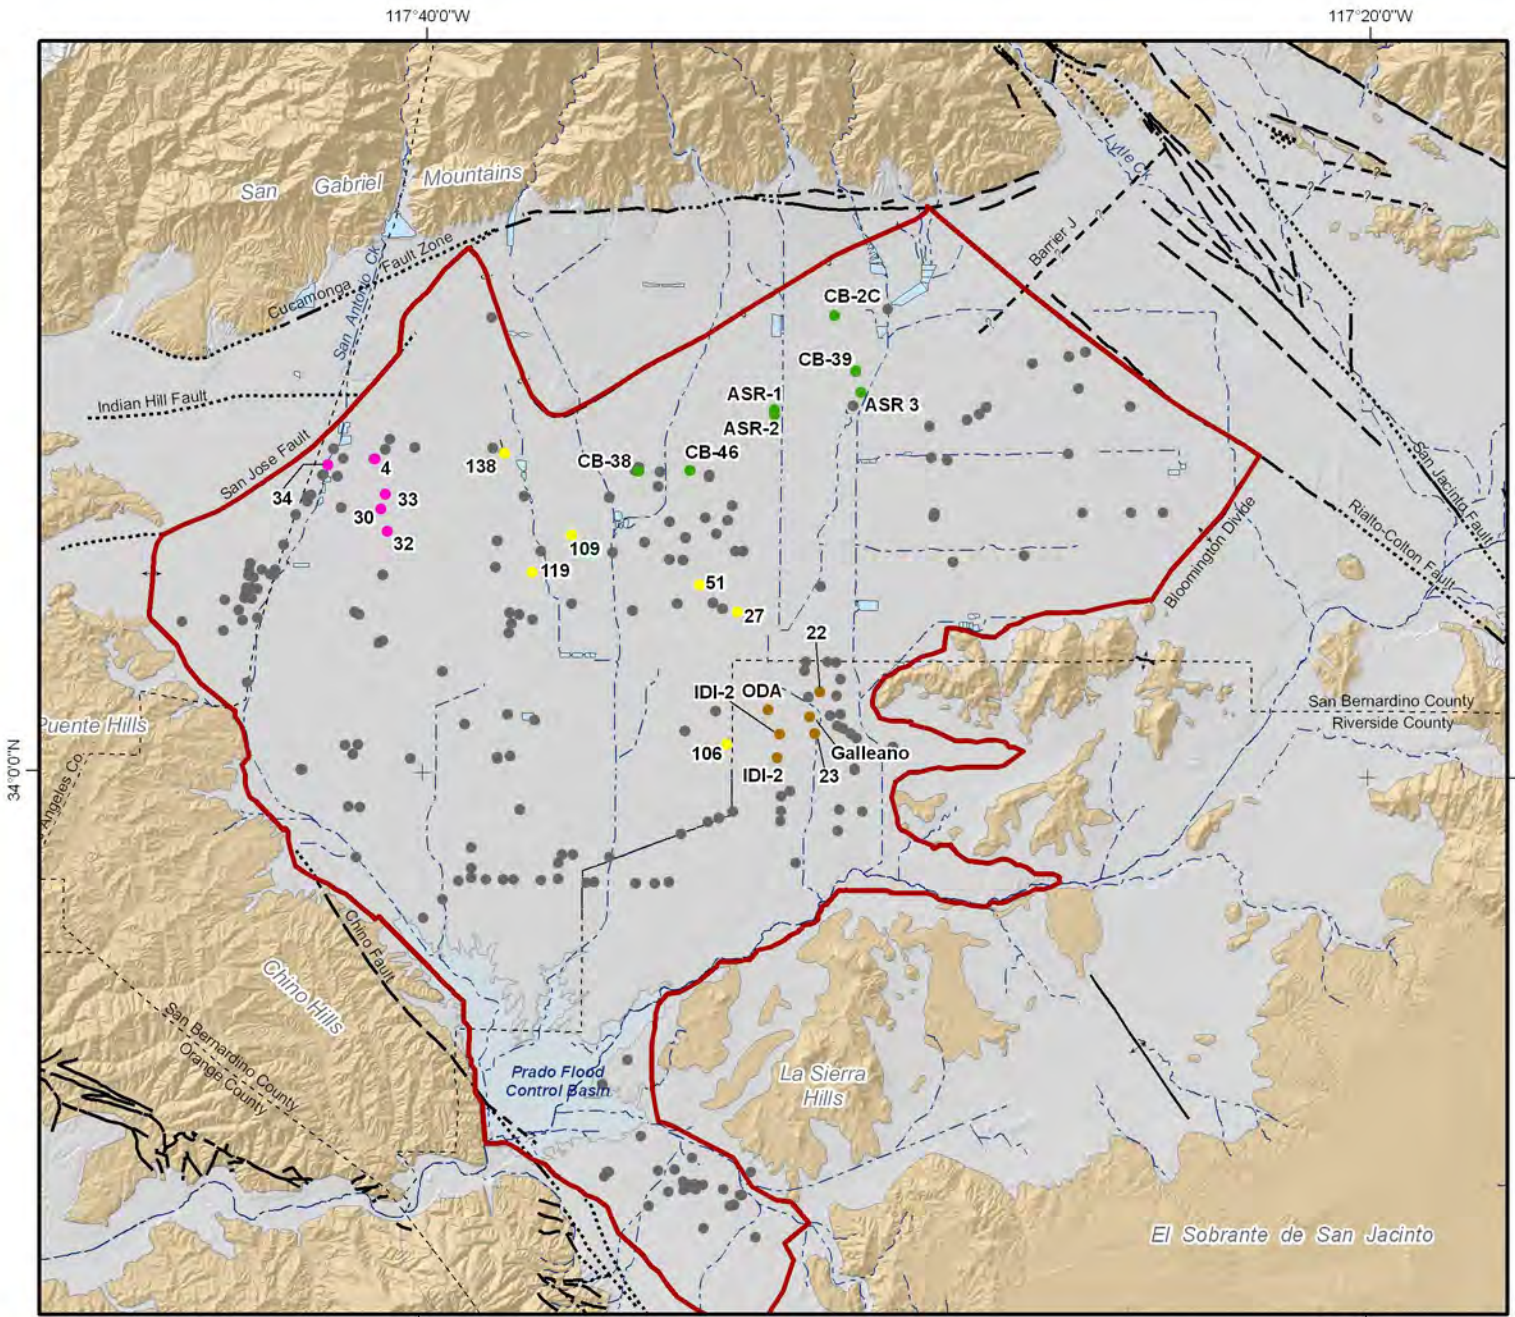 117°40'0"W
117°20'0"W
San Gabriel Mountains
Lytle Ck
Cucamonga Fault Zone
San Antonio Ck
Barrier J
?
?
?
?
?
?
CB-2C
CB-39
Indian Hill Fault
ASR-1
ASR 3
ASR-2
San Jose Fault
138
CB-38
CB-46
4
34
33
30
32
109
119
51
27
San Jacinto Fault
Rialto-Colton Fault
Bloomington Divide
22
IDI-2
ODA
San Bernardino County
Riverside County
Puente Hills
106
Galleano
IDI-2
23
34°0'0"N
Angeles Co.
Chino Fault
Chino Hills
San Bernardino County
Orange County
Prado Flood
Control Basin
La Sierra
Hills
El Sobrante de San Jacinto